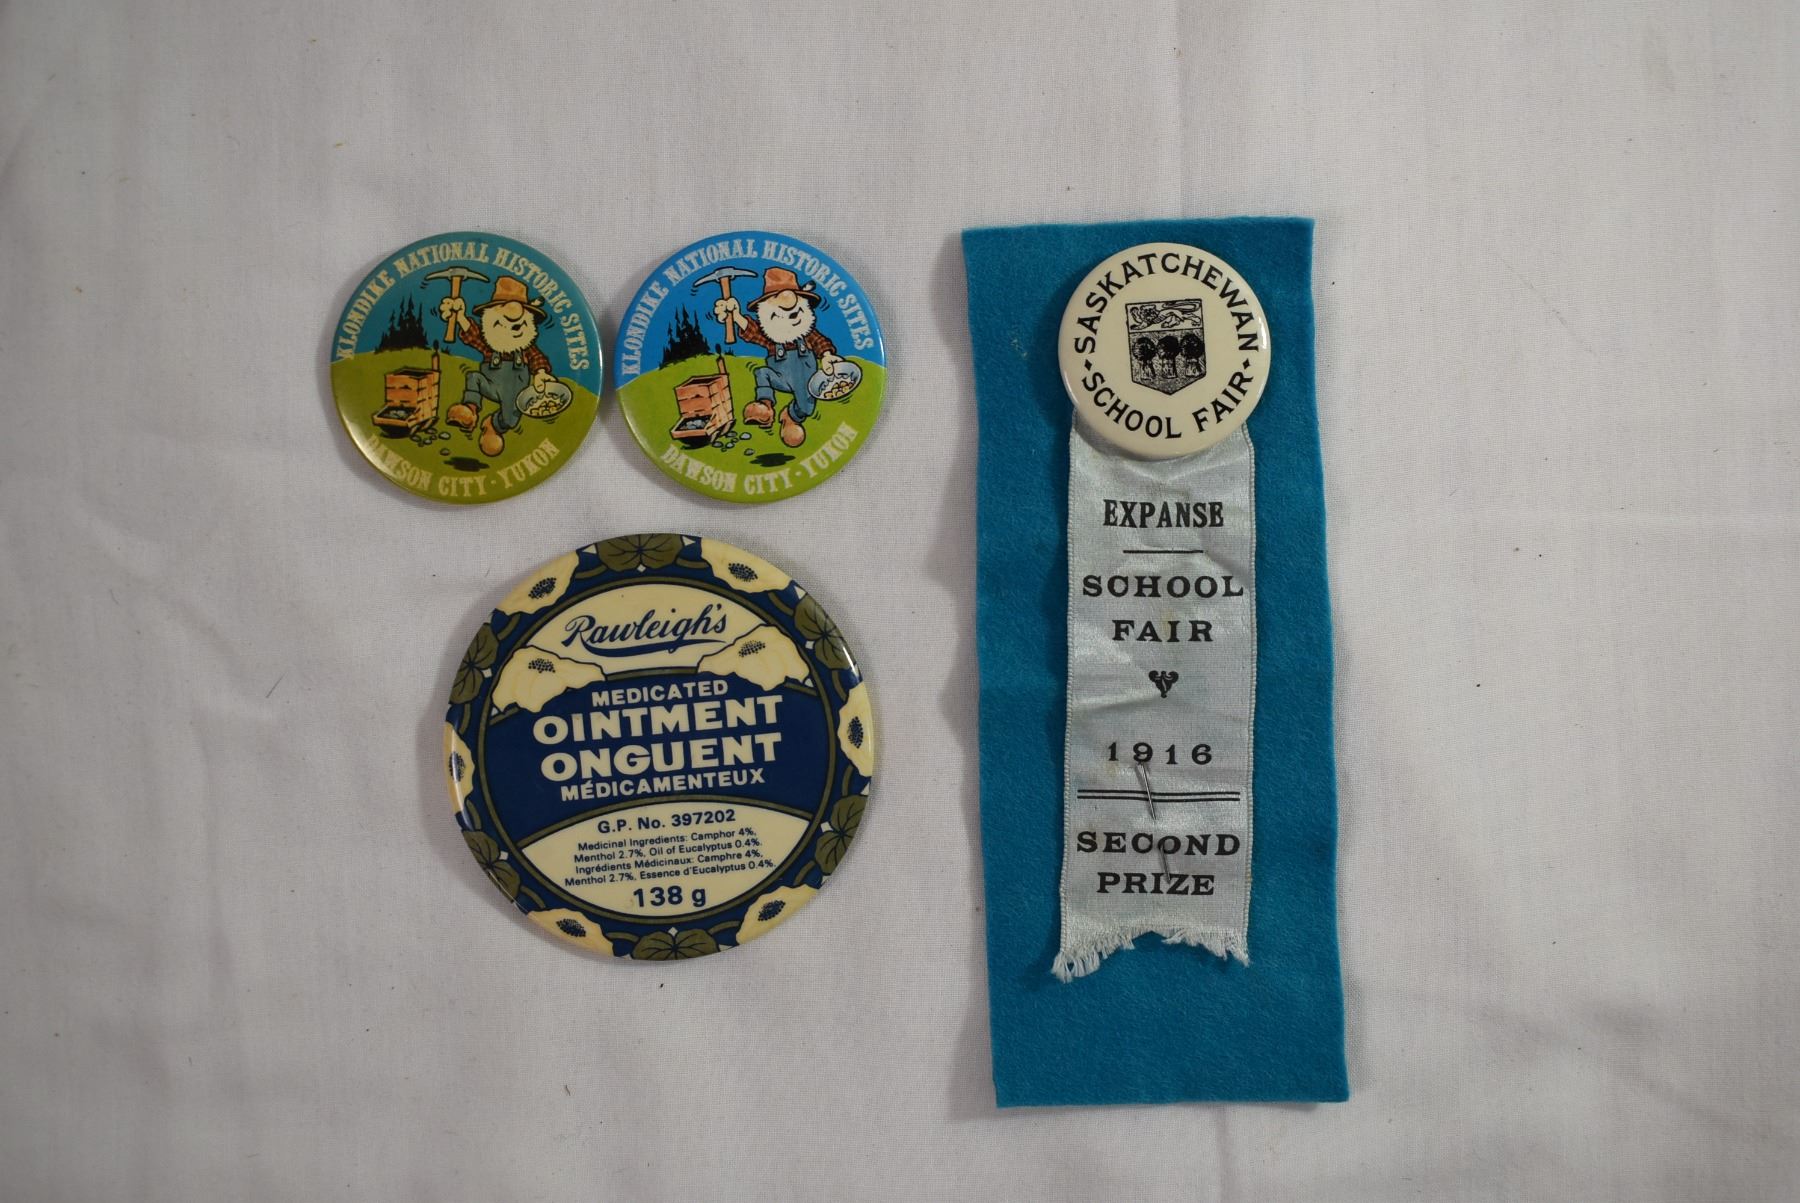 KLONDIKE NATIONAL HISTORIC SITES
DAWSON CITY - YUKON
KLONDIKE NATIONAL HISTORIC SITES
DAWSON CITY - YUKON
Rawleigh's
MEDICATED
OINTMENT
ONGUENT
MÉDICAMENTEUX
G.P. No. 397202
Medicinal Ingredients: Camphor 4%,
Menthol 2.7%, Oil of Eucalyptus 0.4%.
Ingrédients Médicinaux: Camphre 4%,
Menthol 2.7%, Essence d'Eucalyptus 0.4%.
138 g
SASKATCHEWAN
SCHOOL FAIR
EXPANSE
SCHOOL
FAIR
1916
SECOND
PRIZE